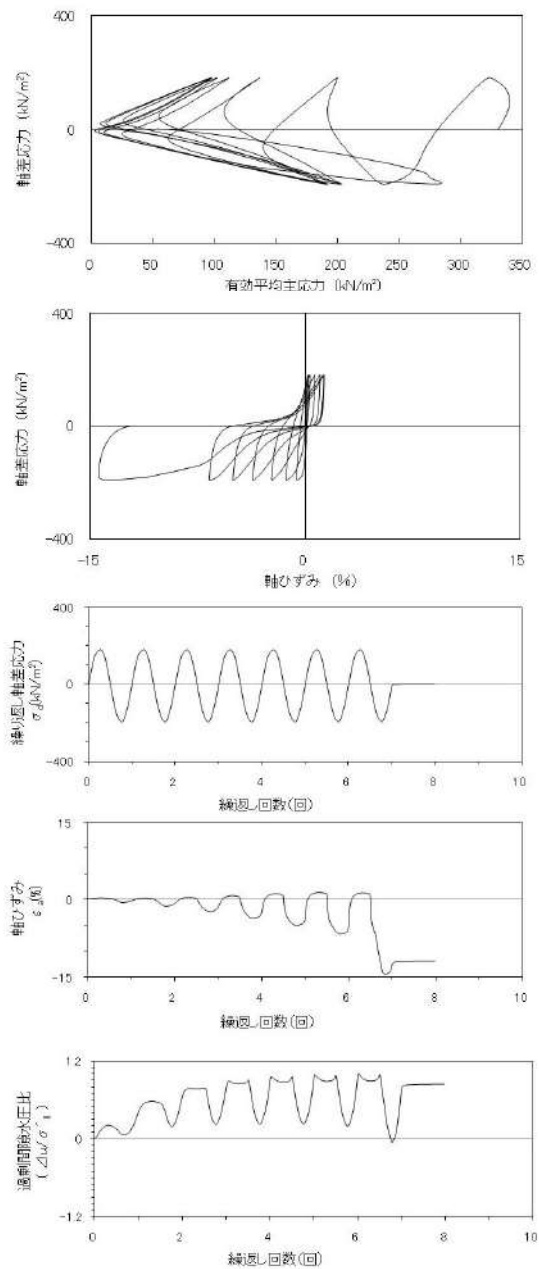 400
0
-400
軸差応力 (kN/m²)
0 50 100 150 200 250 300 350
有効平均主応力 (kN/m²)
400
0
-400
軸差応力 (kN/m²)
-15 0 15
軸ひずみ (%)
400
0
-400
繰り返し軸差応力
σd(kN/m²)
0 2 4 6 8 10
繰返し回数(回)
15
0
-15
軸ひずみ
εa(%)
0 2 4 6 8 10
繰返し回数(回)
1.2
0
-1.2
過剰間隙水圧比
0 2 4 6 8 10
繰返し回数(回)